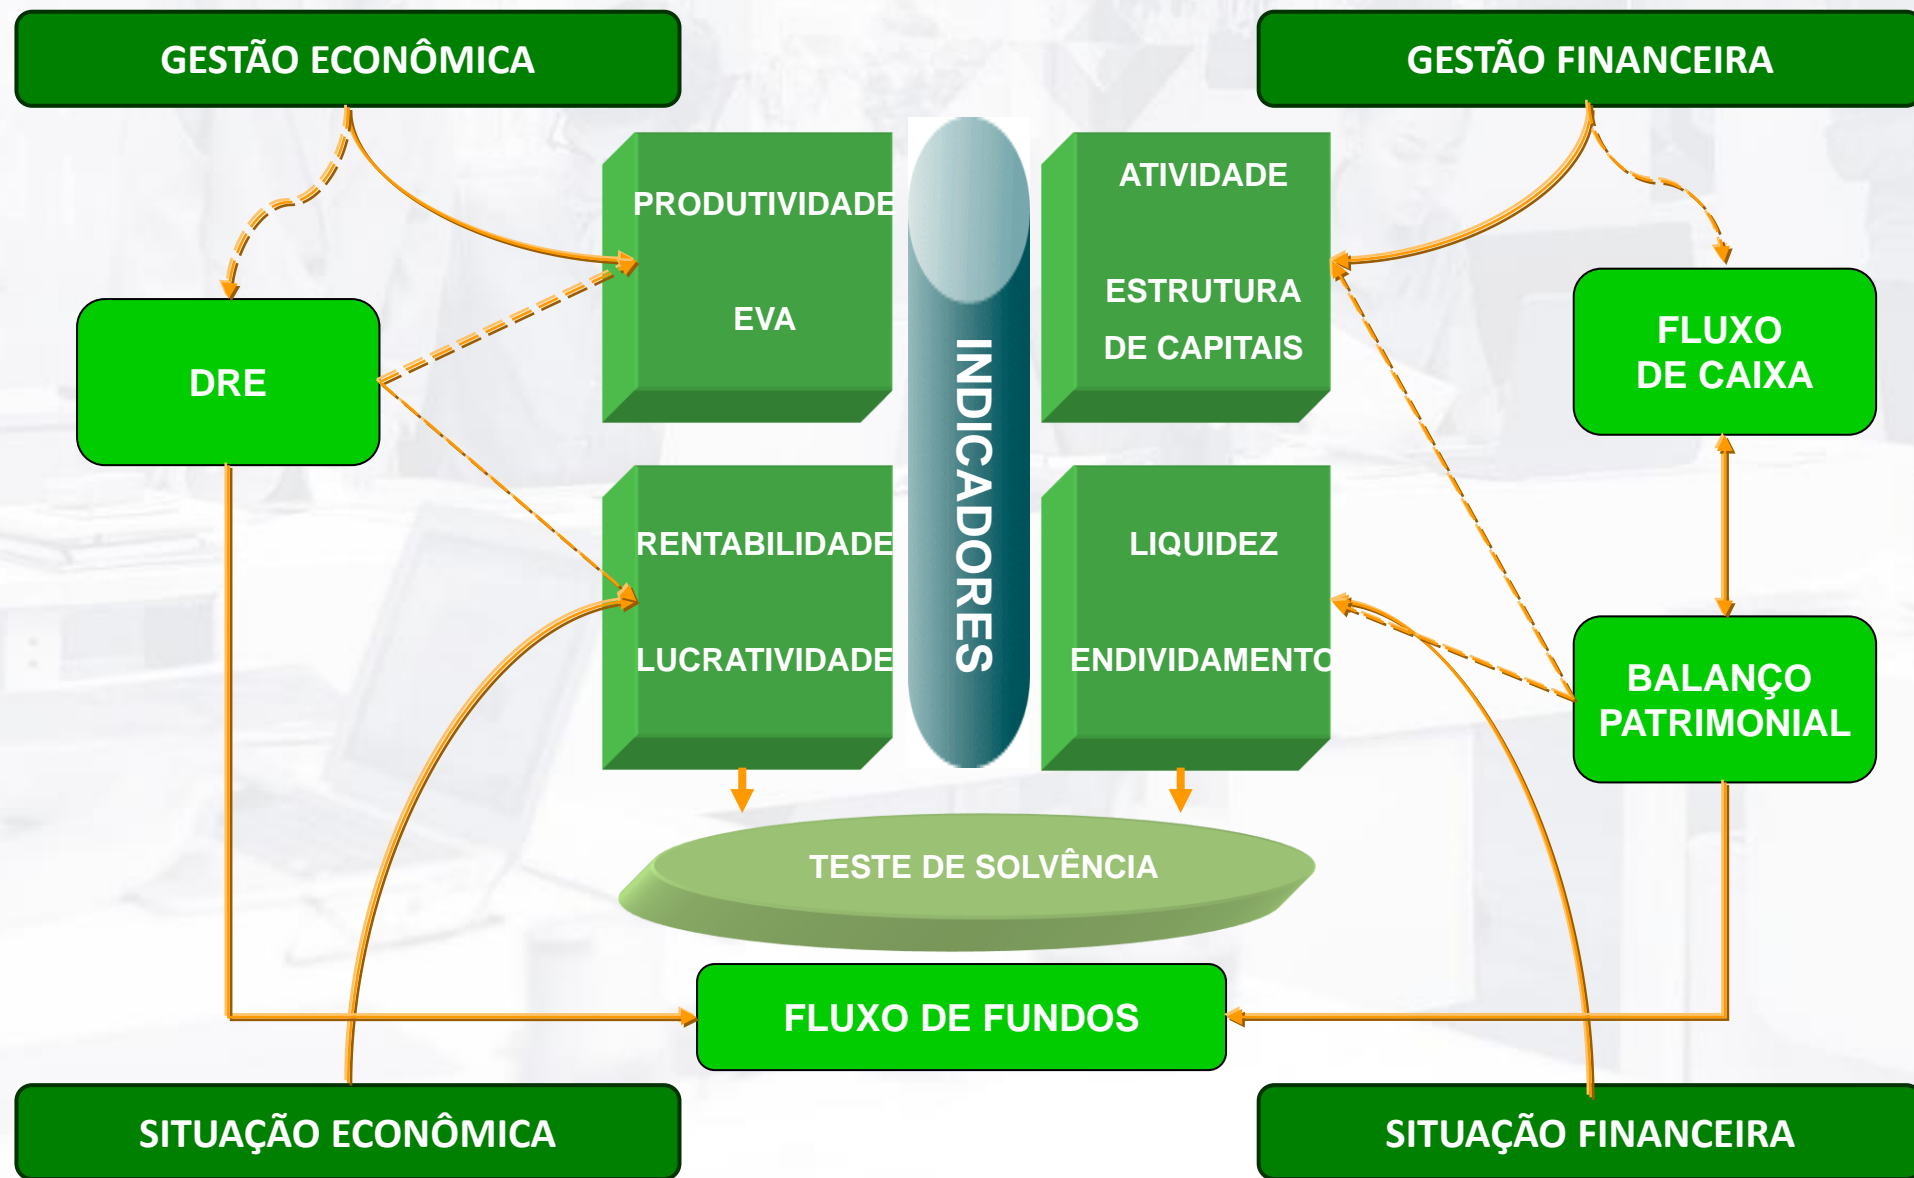 GESTÃO ECONÔMICA
GESTÃO FINANCEIRA
PRODUTIVIDADE
EVA
ATIVIDADE
ESTRUTURA
DE CAPITAIS
DRE
FLUXO
DE CAIXA
INDICADORES
RENTABILIDADE
LUCRATIVIDADE
LIQUIDEZ
ENDIVIDAMENTO
BALANÇO
PATRIMONIAL
TESTE DE SOLVÊNCIA
FLUXO DE FUNDOS
SITUAÇÃO ECONÔMICA
SITUAÇÃO FINANCEIRA